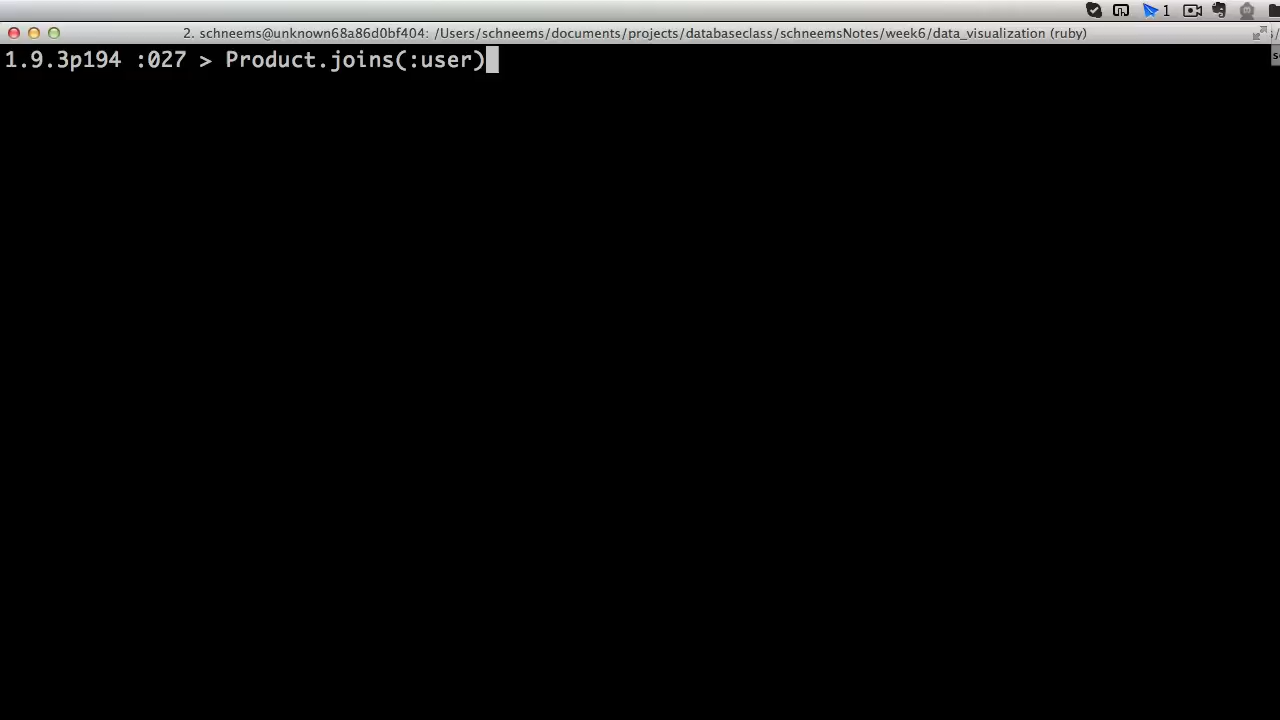 1
2. schneems@unknown68a86d0bf404: /Users/schneems/documents/projects/databaseclass/schneemsNotes/week6/data_visualization (ruby)
1.9.3p194 :027 > Product.joins(:user)